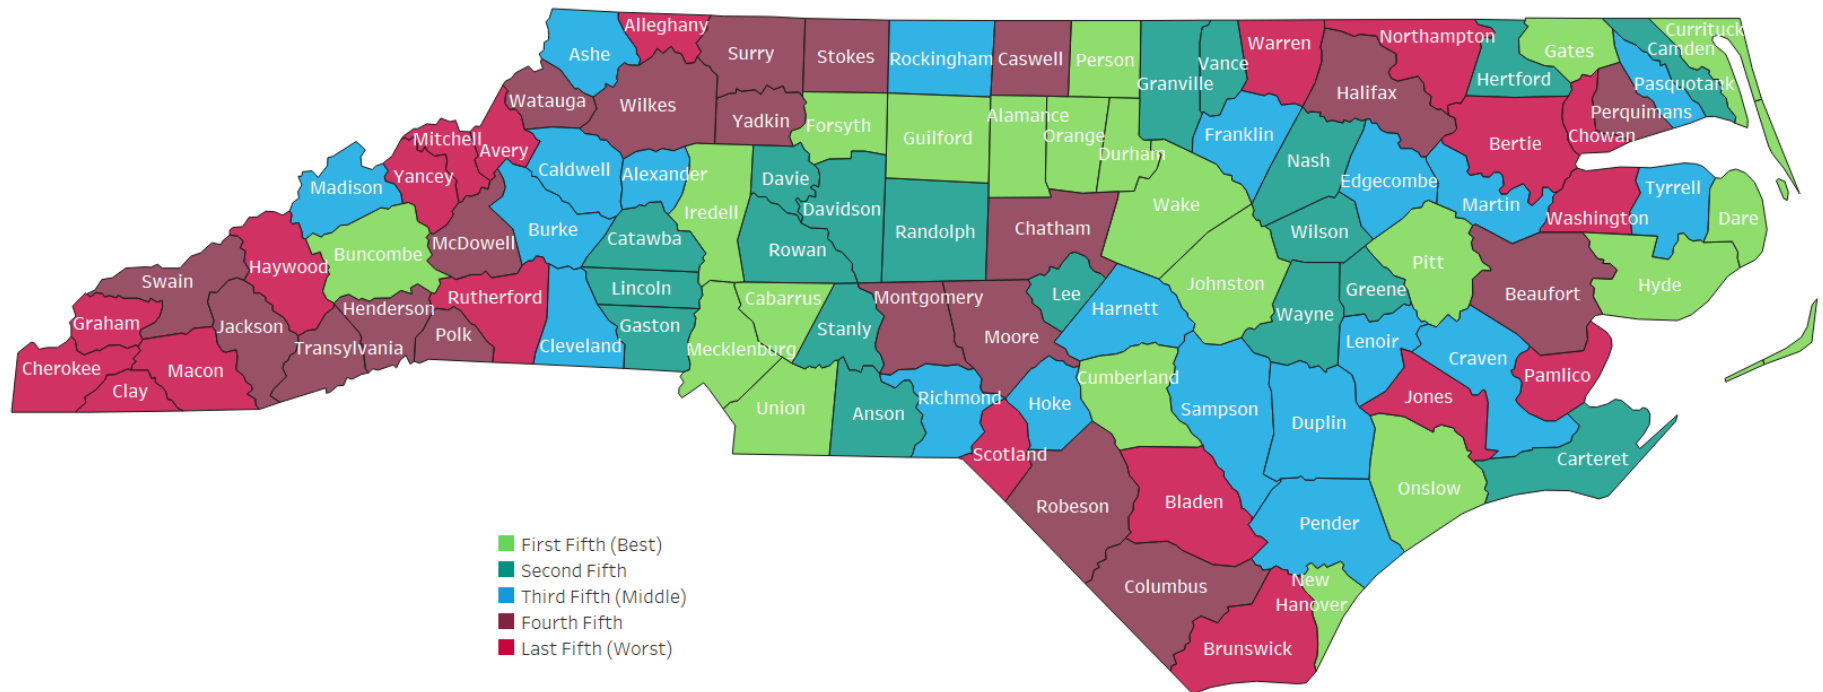 Alleghany
Ashe
Surry
Stokes
Rockingham
Caswell
Person
Granville
Vance
Warren
Northampton
Hertford
Gates
Currituck
Camden
Pasquotank
Perquimans
Chowan
Watauga
Wilkes
Yadkin
Forsyth
Guilford
Alamance
Orange
Durham
Franklin
Halifax
Bertie
Mitchell
Avery
Yancey
Madison
Caldwell
Alexander
Iredell
Davie
Davidson
Nash
Edgecombe
Martin
Washington
Tyrrell
Dare
Buncombe
McDowell
Burke
Catawba
Rowan
Randolph
Chatham
Wake
Wilson
Pitt
Beaufort
Hyde
Swain
Haywood
Rutherford
Lincoln
Cabarrus
Montgomery
Lee
Harnett
Johnston
Greene
Wayne
Graham
Jackson
Henderson
Transylvania
Polk
Cleveland
Gaston
Mecklenburg
Stanly
Moore
Lenoir
Craven
Pamlico
Cherokee
Clay
Macon
Union
Anson
Richmond
Hoke
Cumberland
Sampson
Duplin
Jones
Carteret
Scotland
Robeson
Bladen
Onslow
Pender
Columbus
New
Hanover
Brunswick
First Fifth (Best)
Second Fifth
Third Fifth (Middle)
Fourth Fifth
Last Fifth (Worst)